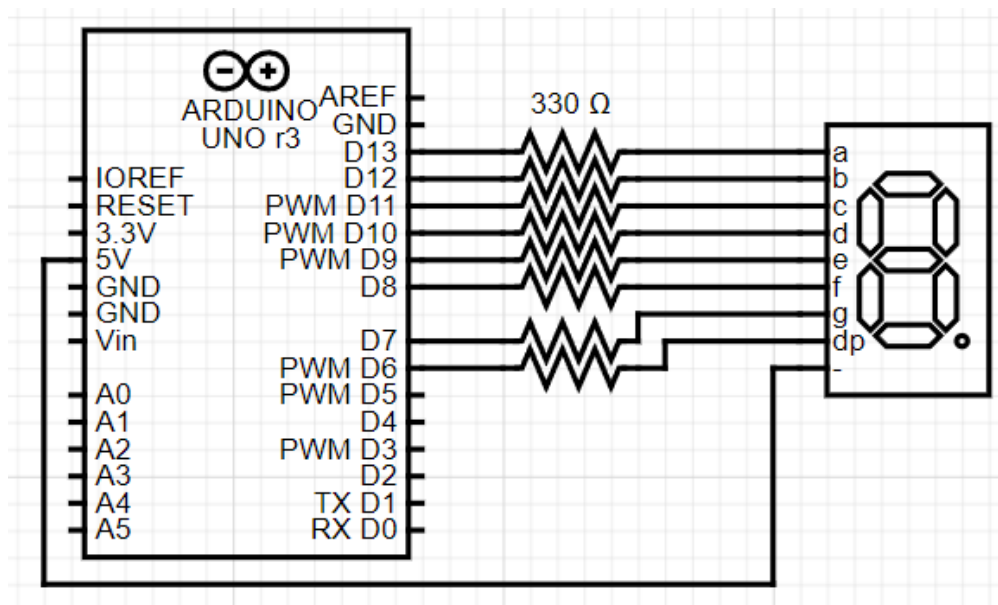 ARDUINO
UNO r3
IOREF
RESET
3.3V
5V
GND
GND
Vin
A0
A1
A2
A3
A4
A5
AREF
GND
D13
D12
PWM D11
PWM D10
PWM D9
D8
D7
PWM D6
PWM D5
D4
PWM D3
D2
TX D1
RX D0
330 Ω
a
b
c
d
e
f
g
dp
-